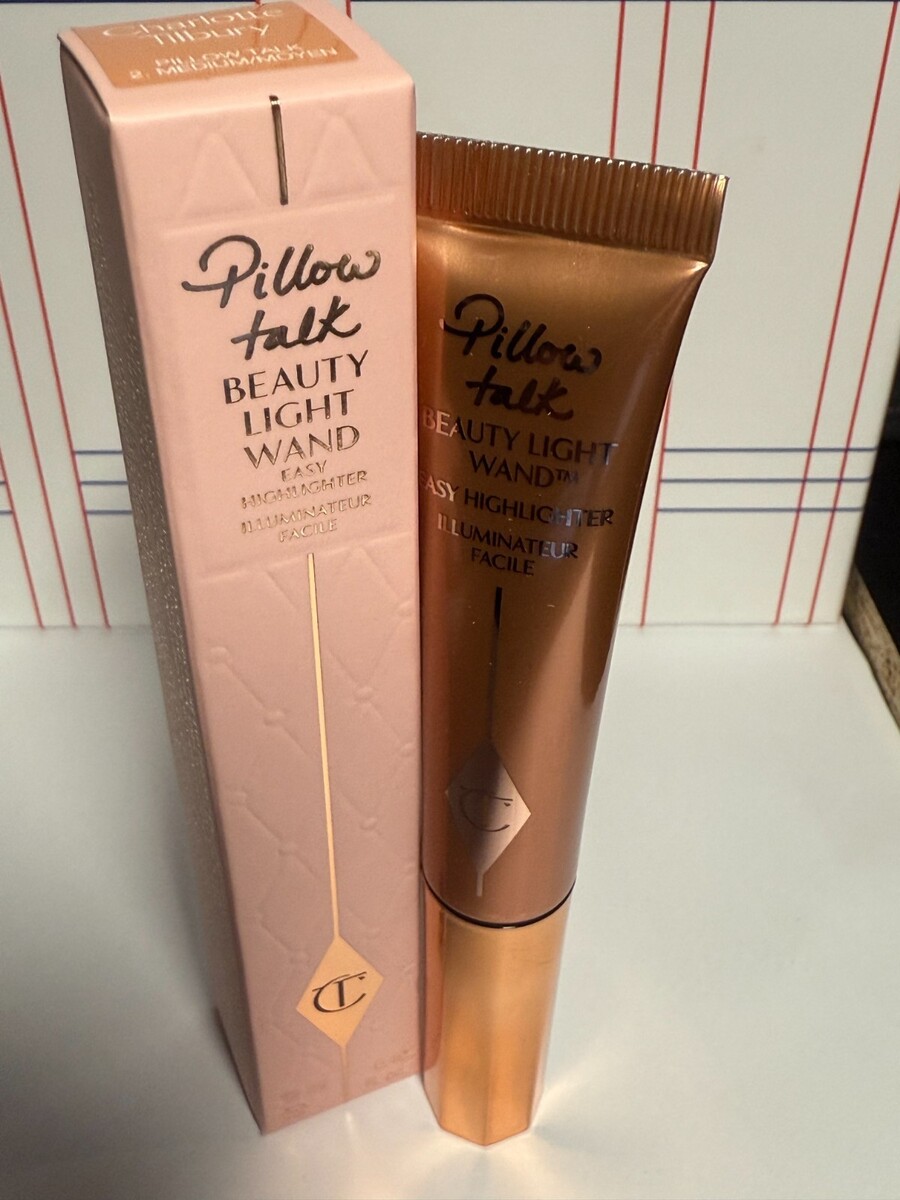 Charlotte
Tilbury
PILLOW TALK
2. MEDIUM/MOYEN
Pillow
talk
BEAUTY
LIGHT
WAND
EASY
HIGHLIGHTER
ILLUMINATEUR
FACILE
CT
Pillow
talk
BEAUTY LIGHT
WAND™
EASY HIGHLIGHTER
ILLUMINATEUR
FACILE
CT